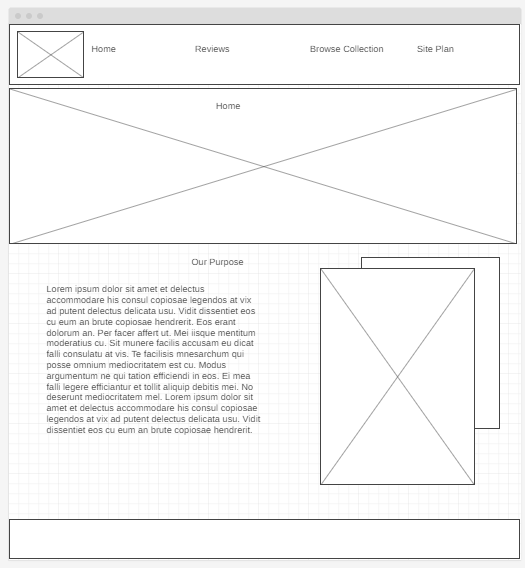 Home
Reviews
Browse Collection
Site Plan
Home
Our Purpose
Lorem ipsum dolor sit amet et delectus
accommodare his consul copiosae legendos at vix
ad putent delectus delicata usu. Vidit dissentiet eos
cu eum an brute copiosae hendrerit. Eos erant
dolorum an. Per facer affert ut. Mei iisque mentitum
moderatius cu. Sit munere facilis accusam eu dicat
falli consulatu at vis. Te facilisis mnesarchum qui
posse omnium mediocritatem est cu. Modus
argumentum ne qui tation efficiendi in eos. Ei mea
falli legere efficiantur et tollit aliquip debitis mei. No
deserunt mediocritatem mel. Lorem ipsum dolor sit
amet et delectus accommodare his consul copiosae
legendos at vix ad putent delectus delicata usu. Vidit
dissentiet eos cu eum an brute copiosae hendrerit.